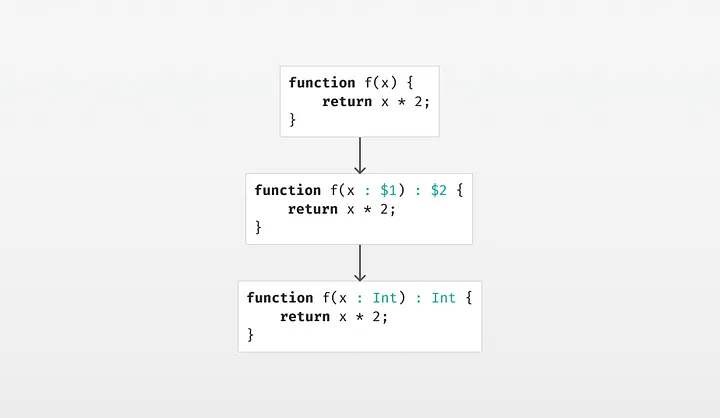 function f(x) {
    return x * 2;
}
function f(x : $1) : $2 {
    return x * 2;
}
function f(x : Int) : Int {
    return x * 2;
}